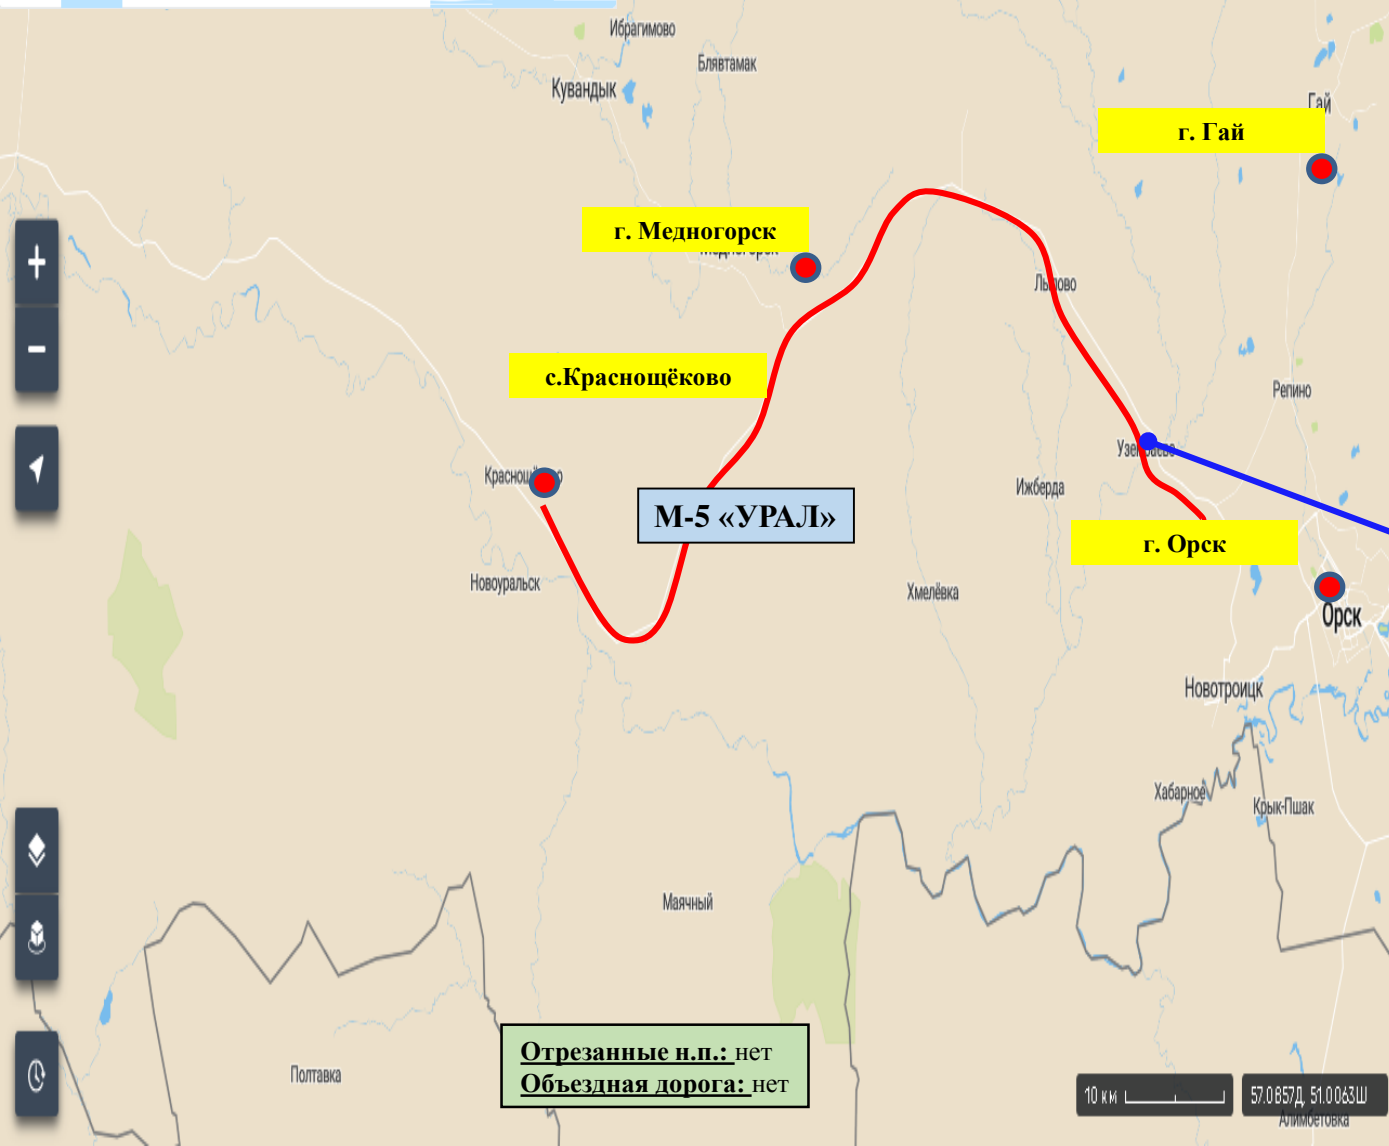 Ибрагимово
Блявтамак
Кувандык
Гай
г. Гай
г. Медногорск
Медногорск
с.Краснощёково
Репино
Узембаево
Краснощёково
Ижберда
М-5 «УРАЛ»
г. Орск
Новоуральск
Хмелёвка
Орск
Новотроицк
Хабарное
Крык-Пшак
Маячный
Отрезанные н.п.: нет
Объездная дорога: нет
Полтавка
10 км
57.0857Д, 51.0063Ш
Алимбетовка